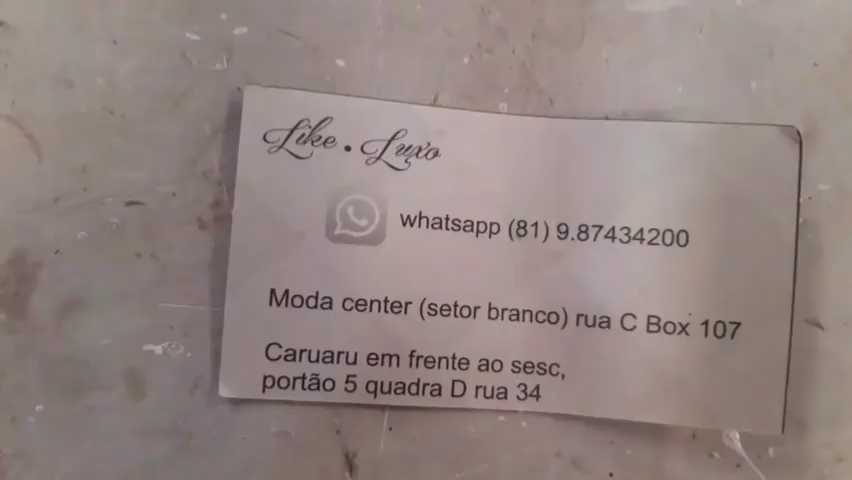 Like . Luxo
whatsapp (81) 9.87434200
Moda center (setor branco) rua C Box 107
Caruaru em frente ao sesc,
portão 5 quadra D rua 34